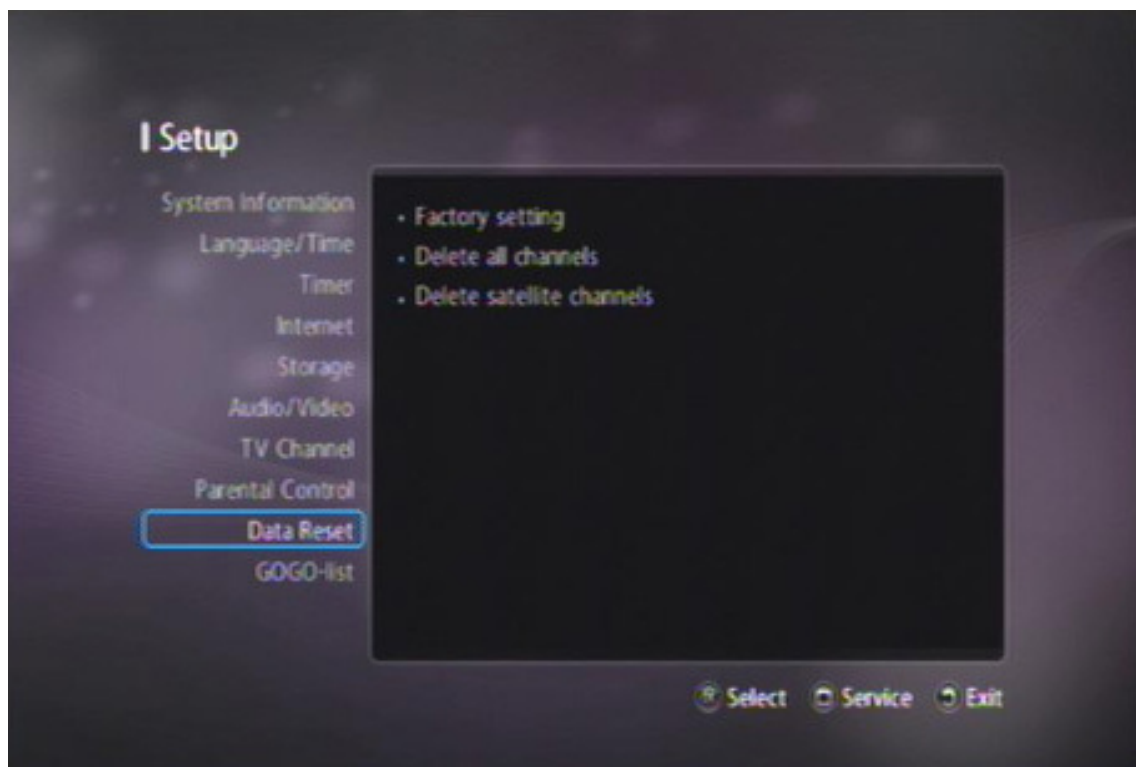 Setup
System Information
Language/Time
Timer
Internet
Storage
Audio/Video
TV Channel
Parental Control
Data Reset
GOGO-list
• Factory setting
• Delete all channels
• Delete satellite channels
Select Service Exit